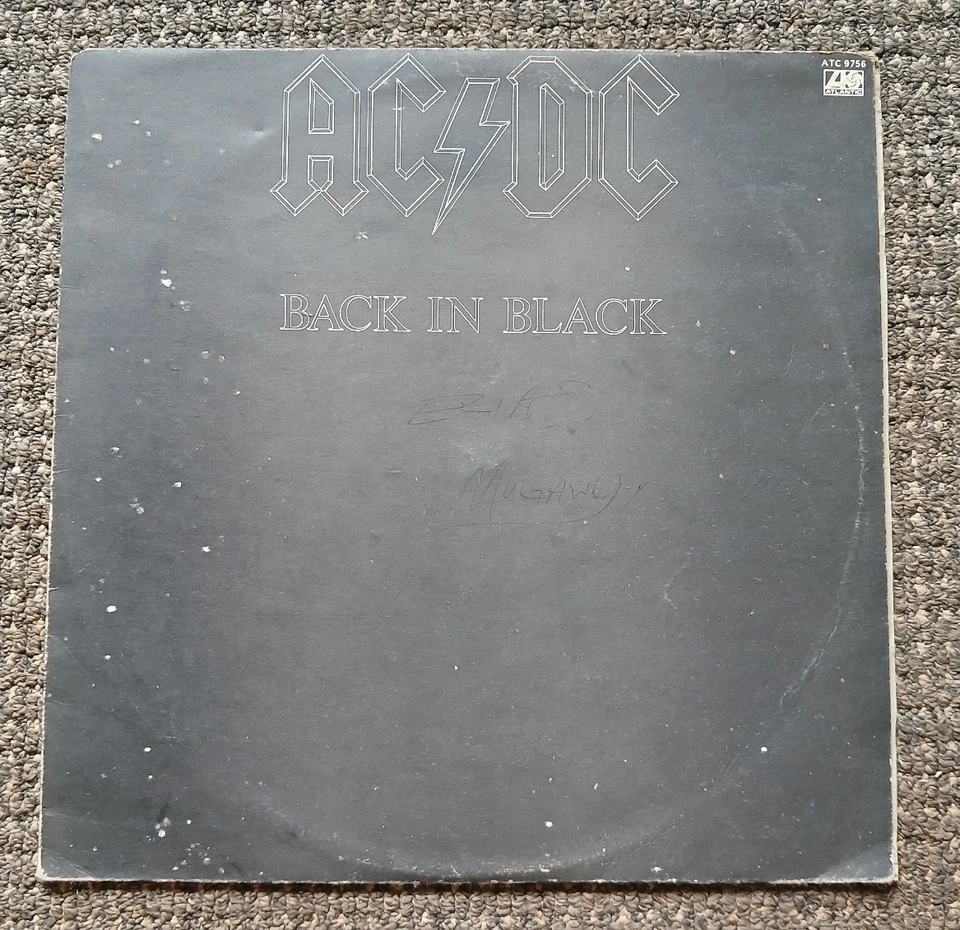 ATC 9756
ATLANTIC
AC DC
BACK IN BLACK